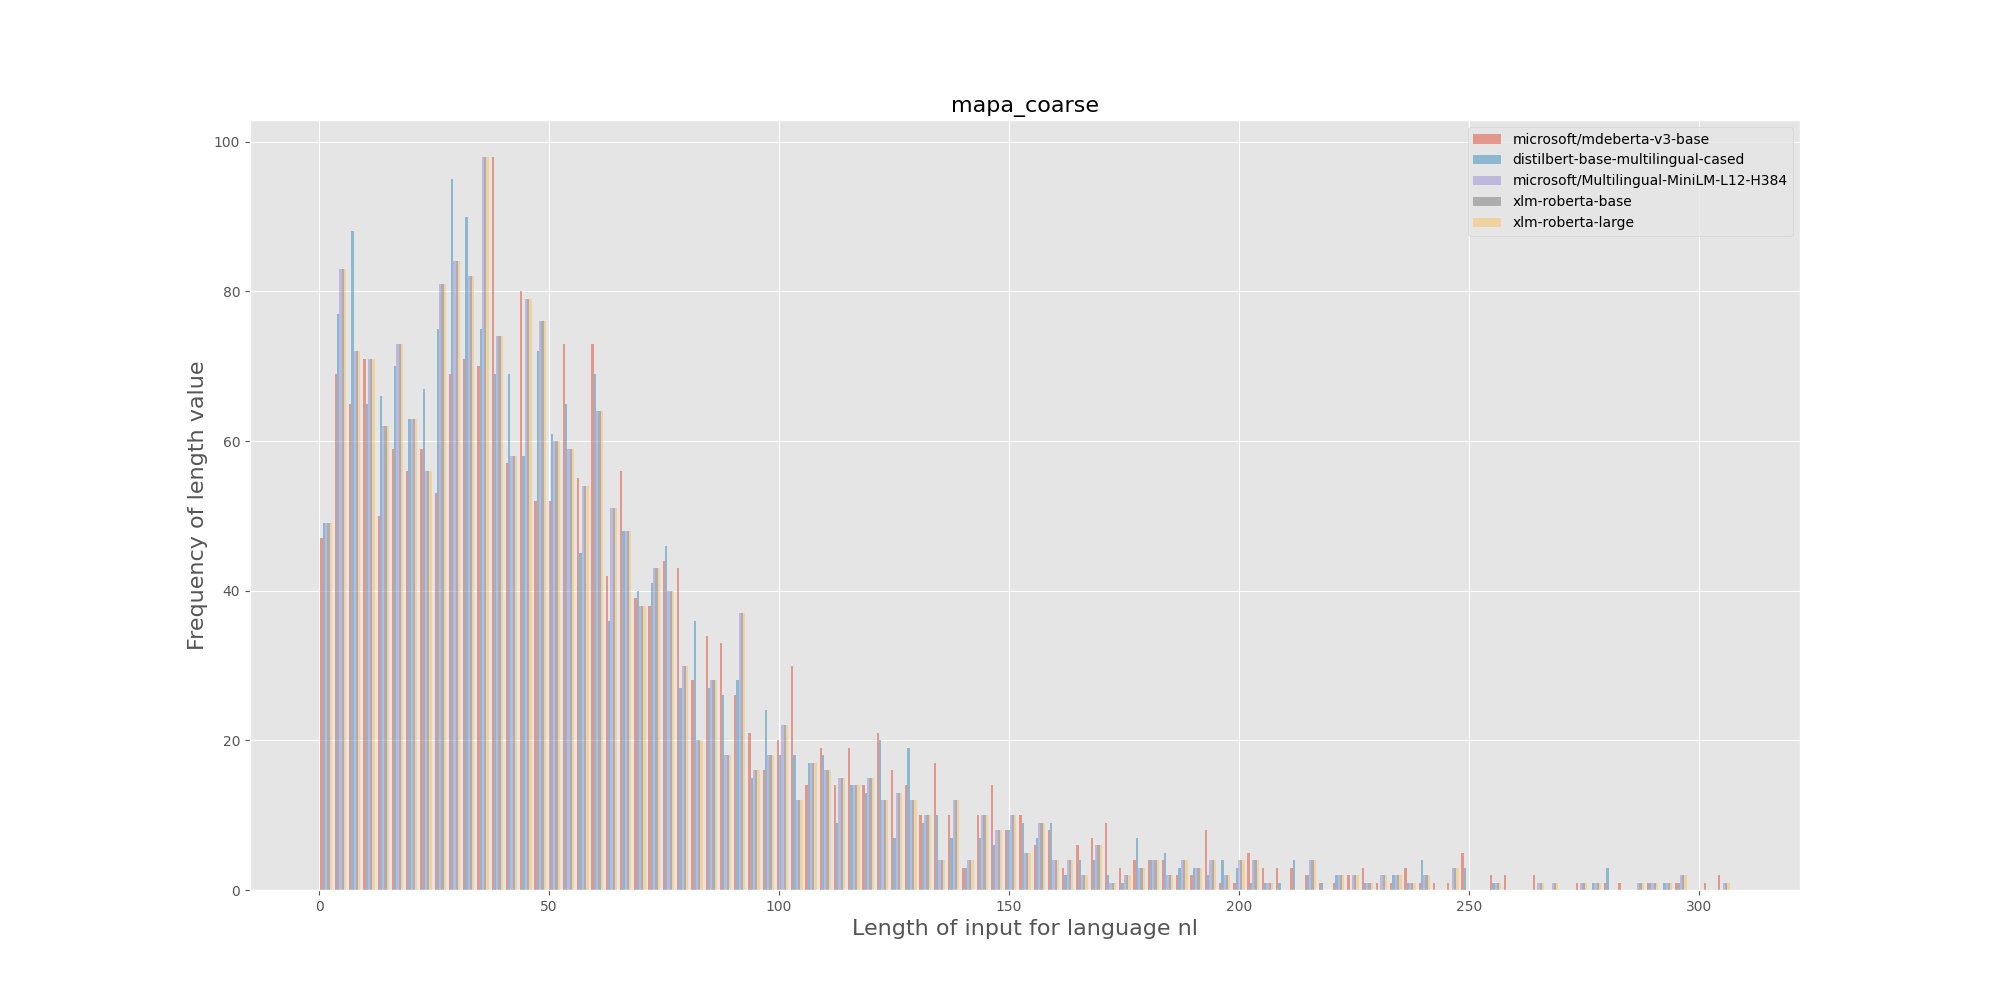 mapa_coarse
microsoft/mdeberta-v3-base
distilbert-base-multilingual-cased
microsoft/Multilingual-MiniLM-L12-H384
xlm-roberta-base
xlm-roberta-large
Frequency of length value
100
80
60
40
20
0
0 50 100 150 200 250 300
Length of input for language nl